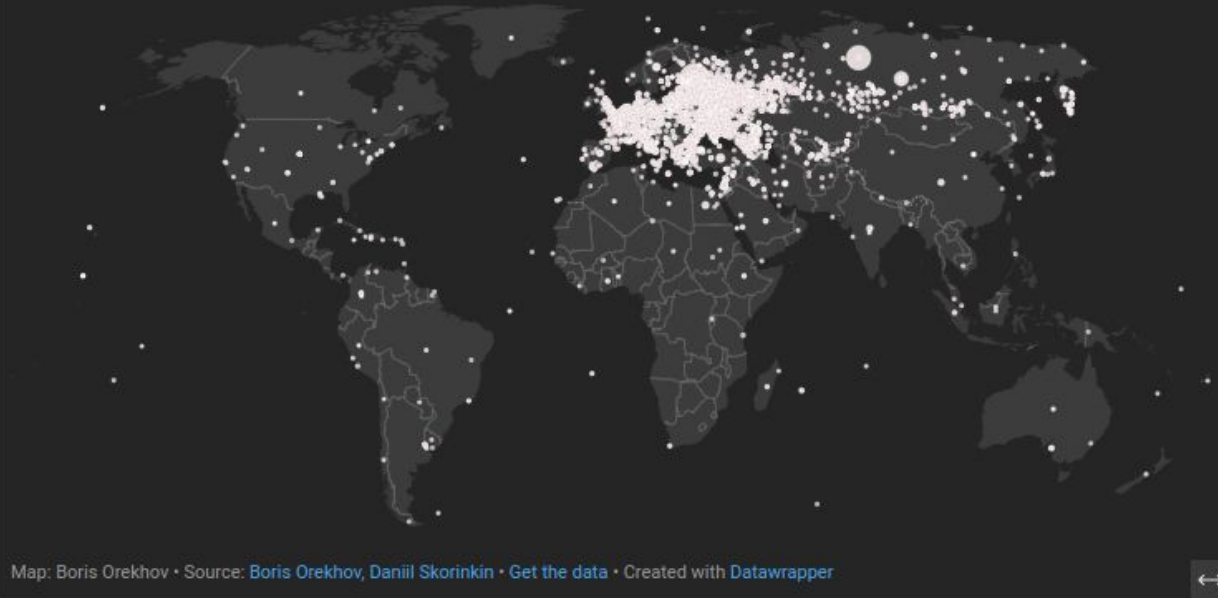 Map: Boris Orekhov • Source: Boris Orekhov, Daniil Skorinkin • Get the data • Created with Datawrapper